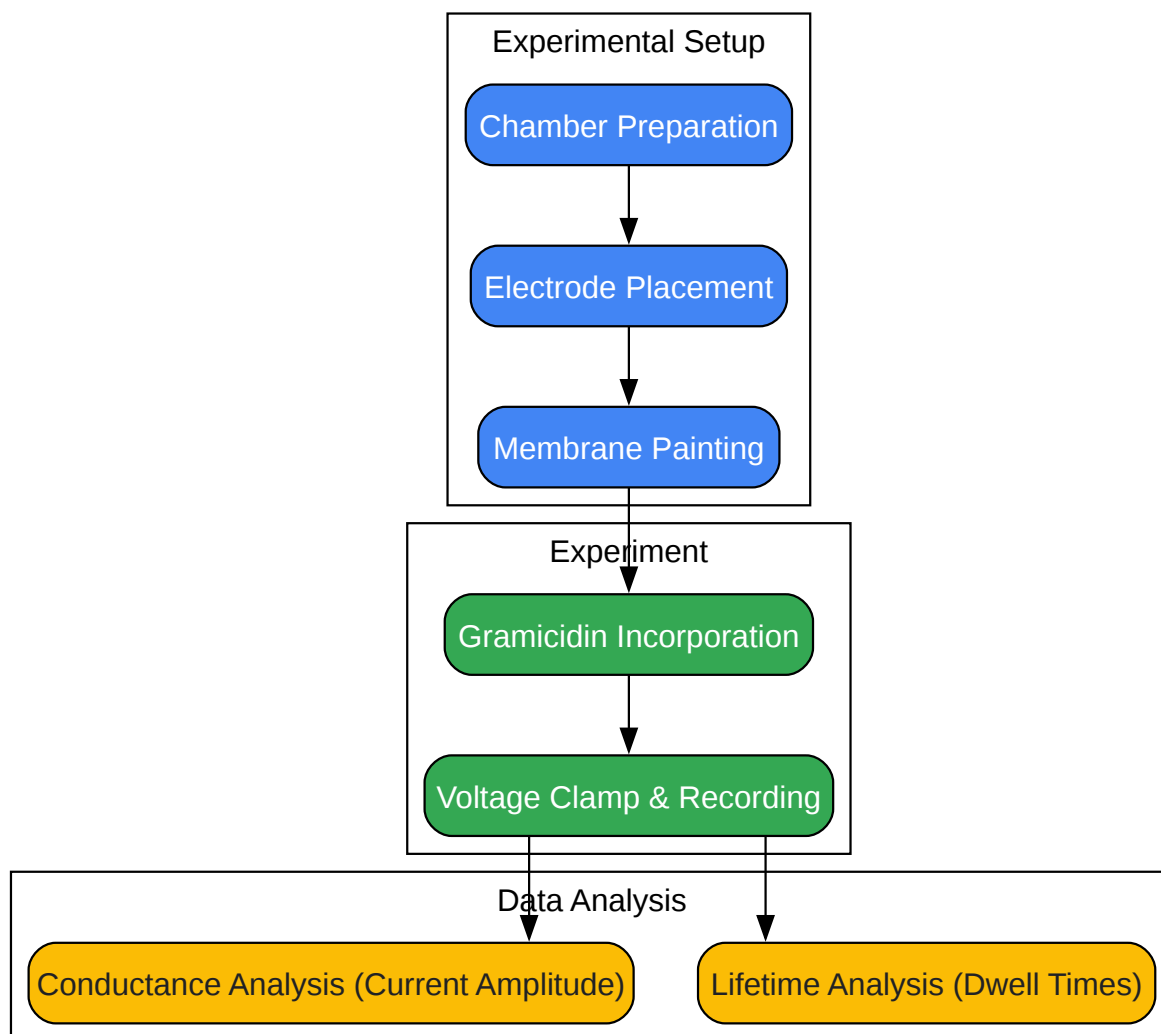 Experimental Setup
Chamber Preparation
Electrode Placement
Membrane Painting
Experiment
Gramicidin Incorporation
Voltage Clamp & Recording
Data Analysis
Conductance Analysis (Current Amplitude)
Lifetime Analysis (Dwell Times)